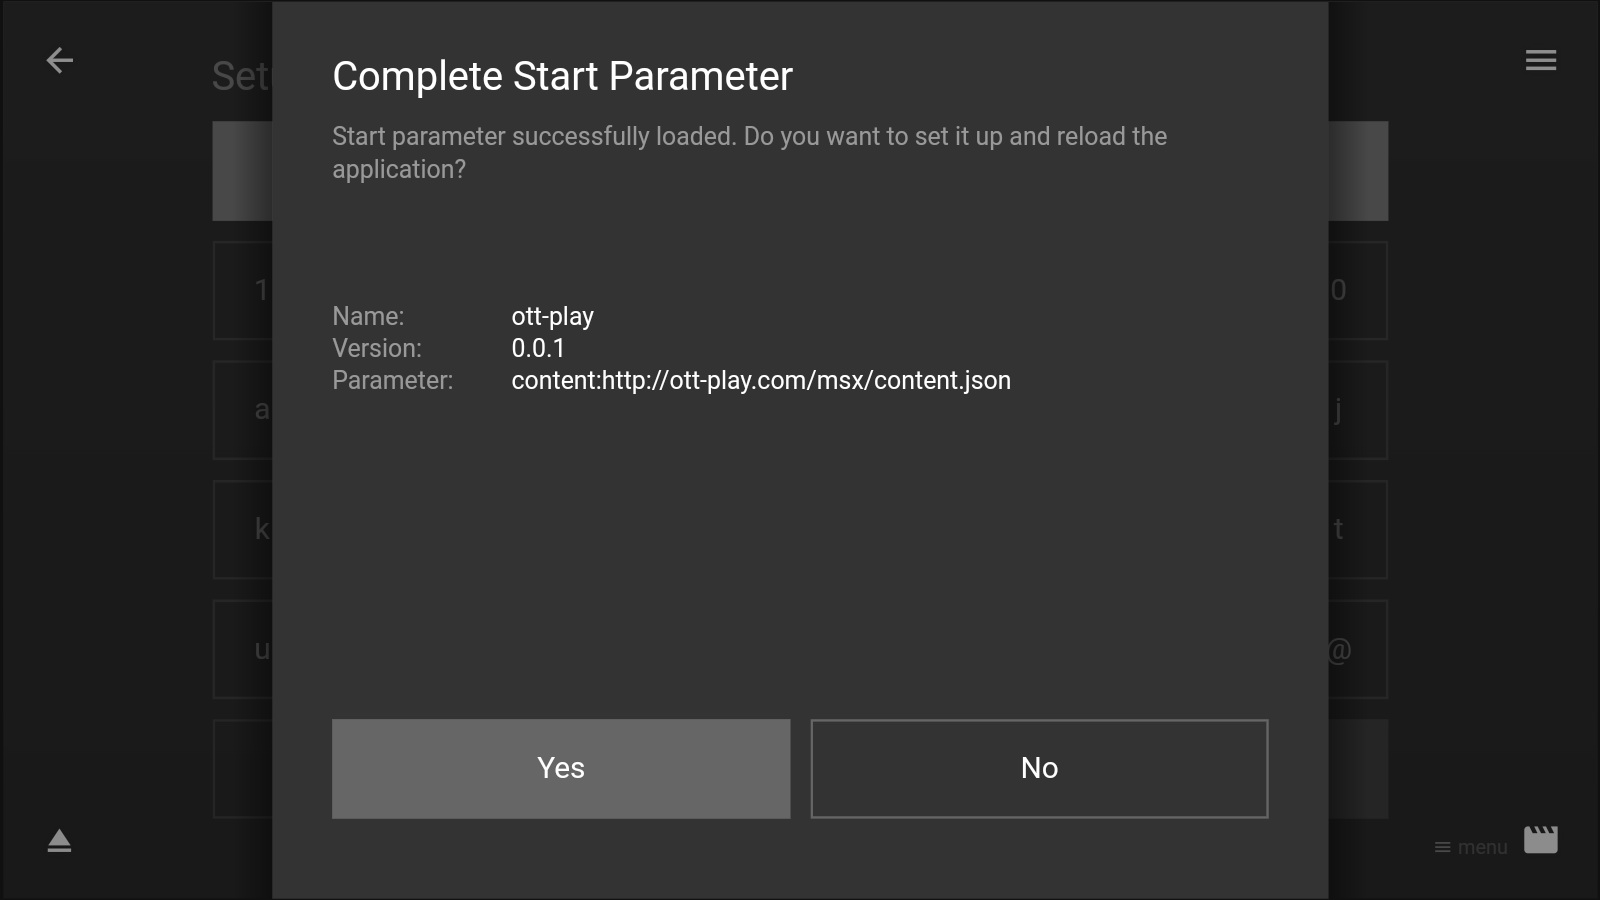 Set
Complete Start Parameter
Start parameter successfully loaded. Do you want to set it up and reload the
application?
1
0
Name: ott-play
Version: 0.0.1
Parameter: content:http://ott-play.com/msx/content.json
a
j
k
t
u
@
Yes
No
menu